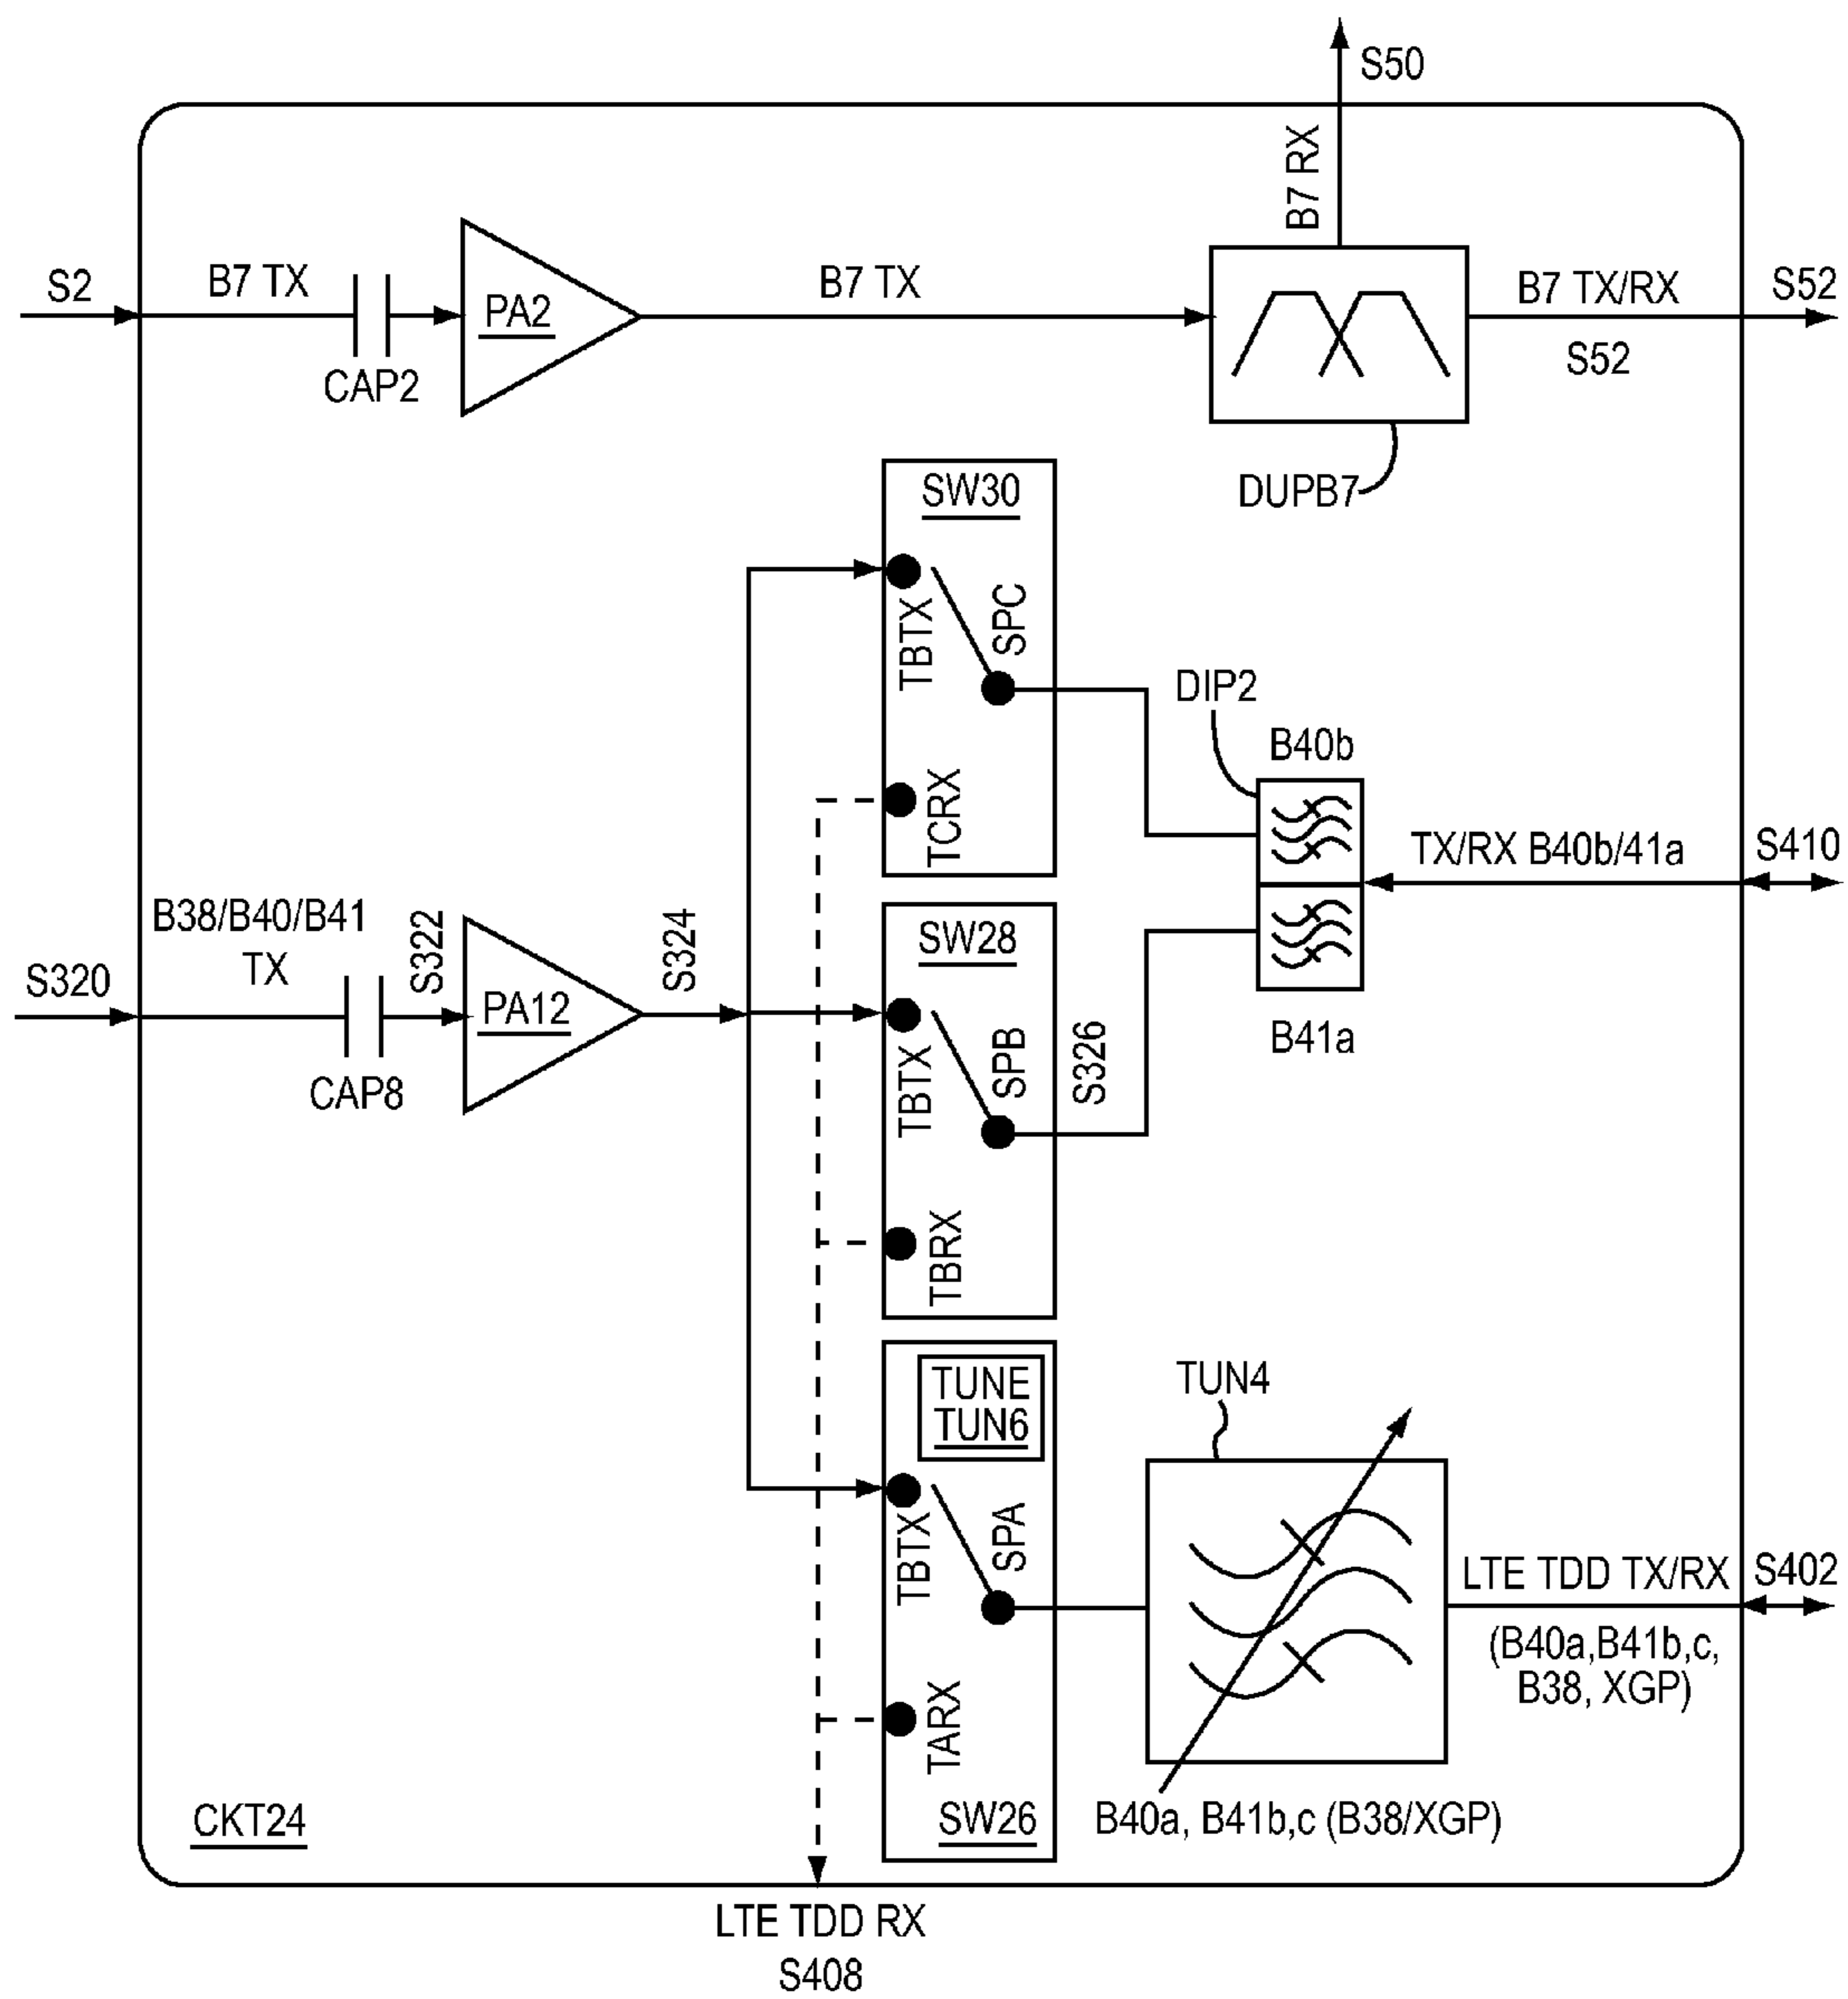 S50
B7 RX
S2
B7 TX
CAP2
PA2
B7 TX
B7 TX/RX
S52
S52
DUPB7
SW30
TBTX
SPC
TCRX
DIP2
B40b
B41a
TX/RX B40b/41a
S410
S320
B38/B40/B41
TX
S322
CAP8
PA12
S324
SW28
TBTX
SPB
TBRX
S326
TUNE
TUN6
TBTX
SPA
TARX
SW26
TUN4
B40a, B41b,c (B38/XGP)
LTE TDD TX/RX
S402
(B40a,B41b,c,
B38, XGP)
CKT24
LTE TDD RX
S408